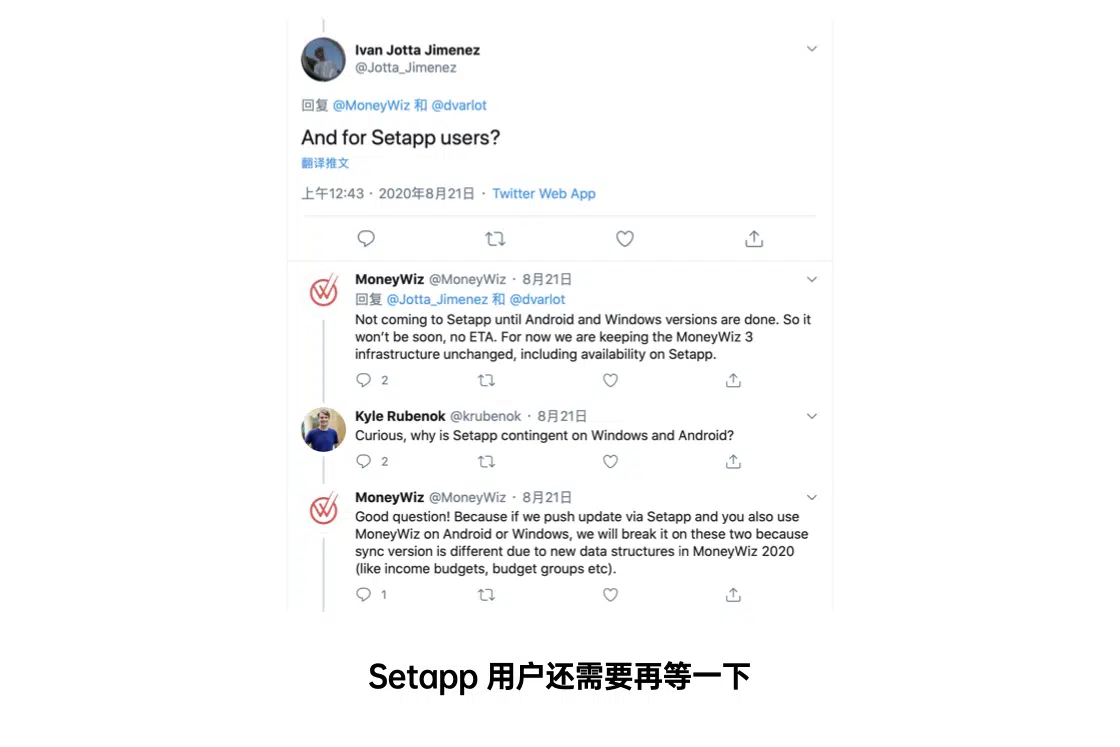 Ivan Jotta Jimenez
@Jotta_Jimenez
回复 @MoneyWiz 和 @dvarlot
And for Setapp users?
翻译推文
上午12:43 · 2020年8月21日 · Twitter Web App
MoneyWiz @MoneyWiz · 8月21日
回复 @Jotta_Jimenez 和 @dvarlot
Not coming to Setapp until Android and Windows versions are done. So it
won’t be soon, no ETA. For now we are keeping the MoneyWiz 3
infrastructure unchanged, including availability on Setapp.
2
Kyle Rubenok @krubenok · 8月21日
Curious, why is Setapp contingent on Windows and Android?
2
MoneyWiz @MoneyWiz · 8月21日
Good question! Because if we push update via Setapp and you also use
MoneyWiz on Android or Windows, we will break it on these two because
sync version is different due to new data structures in MoneyWiz 2020
(like income budgets, budget groups etc).
1
Setapp 用户还需要再等一下